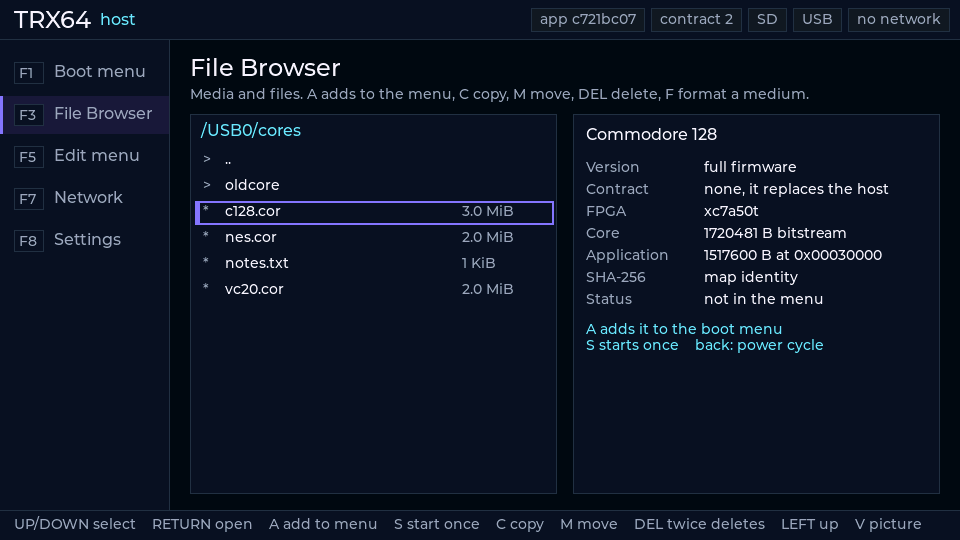 TRX64 host
app c721bc07 contract 2 SD USB no network
F1 Boot menu
F3 File Browser
F5 Edit menu
F7 Network
F8 Settings
File Browser
Media and files. A adds to the menu, C copy, M move, DEL delete, F format a medium.
/USB0/cores
> ..
> oldcore
* c128.cor 3.0 MiB
* nes.cor 2.0 MiB
* notes.txt 1 KiB
* vc20.cor 2.0 MiB
Commodore 128
Version full firmware
Contract none, it replaces the host
FPGA xc7a50t
Core 1720481 B bitstream
Application 1517600 B at 0x00030000
SHA-256 map identity
Status not in the menu
A adds it to the boot menu
S starts once back: power cycle
UP/DOWN select RETURN open A add to menu S start once C copy M move DEL twice deletes LEFT up V picture